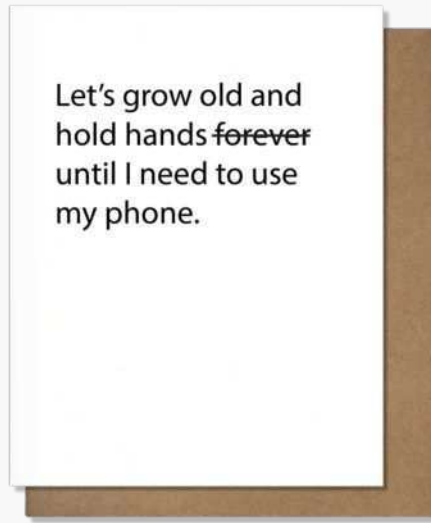 Let's grow old and
hold hands forever
until I need to use
my phone.